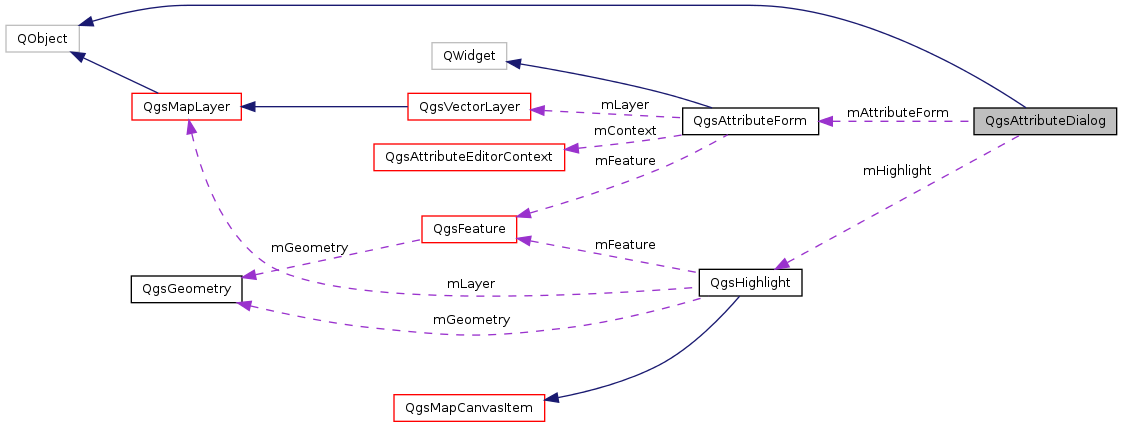 QObject
QWidget
QgsMapLayer
QgsVectorLayer
mLayer
QgsAttributeForm
mAttributeForm
QgsAttributeDialog
mContext
QgsAttributeEditorContext
mFeature
mHighlight
QgsFeature
mFeature
mGeometry
QgsGeometry
mLayer
QgsHighlight
mGeometry
QgsMapCanvasItem